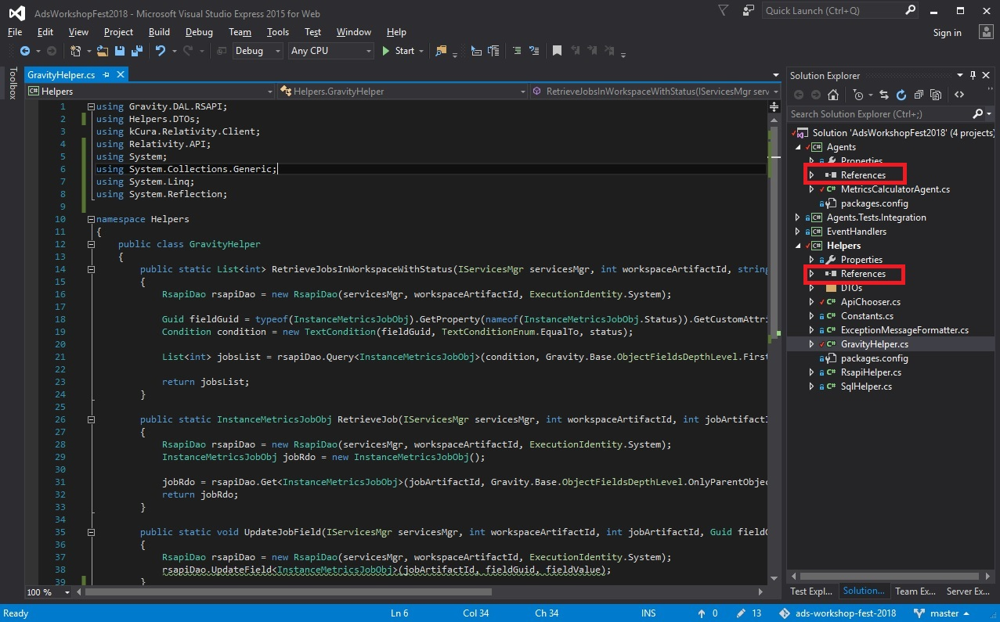 AdsWorkshopFest2018 - Microsoft Visual Studio Express 2015 for Web
Quick Launch (Ctrl+Q)
File Edit View Project Build Debug Team Tools Test Window Help
Sign in
Debug Any CPU Start
Toolbox
GravityHelper.cs
Helpers Helpers.GravityHelper RetrieveJobsInWorkspaceWithStatus(IServicesMgr serv
1 using Gravity.DAL.RSAPI;
2 using Helpers.DTOs;
3 using kCura.Relativity.Client;
4 using Relativity.API;
5 using System;
6 using System.Collections.Generic;
7 using System.Linq;
8 using System.Reflection;
9
10 namespace Helpers
11 {
12 public class GravityHelper
13 {
14 public static List<int> RetrieveJobsInWorkspaceWithStatus(IServicesMgr servicesMgr, int workspaceArtifactId, string
15 {
16 RsapiDao rsapiDao = new RsapiDao(servicesMgr, workspaceArtifactId, ExecutionIdentity.System);
17
18 Guid fieldGuid = typeof(InstanceMetricsJobObj).GetProperty(nameof(InstanceMetricsJobObj.Status)).GetCustomAttri
19 Condition condition = new TextCondition(fieldGuid, TextConditionEnum.EqualTo, status);
20
21 List<int> jobsList = rsapiDao.Query<InstanceMetricsJobObj>(condition, Gravity.Base.ObjectFieldsDepthLevel.First
22
23 return jobsList;
24 }
25
26 public static InstanceMetricsJobObj RetrieveJob(IServicesMgr servicesMgr, int workspaceArtifactId, int jobArtifactI
27 {
28 RsapiDao rsapiDao = new RsapiDao(servicesMgr, workspaceArtifactId, ExecutionIdentity.System);
29 InstanceMetricsJobObj jobRdo = new InstanceMetricsJobObj();
30
31 jobRdo = rsapiDao.Get<InstanceMetricsJobObj>(jobArtifactId, Gravity.Base.ObjectFieldsDepthLevel.OnlyParentObjec
32 return jobRdo;
33 }
34
35 public static void UpdateJobField(IServicesMgr servicesMgr, int workspaceArtifactId, int jobArtifactId, Guid fieldG
36 {
37 RsapiDao rsapiDao = new RsapiDao(servicesMgr, workspaceArtifactId, ExecutionIdentity.System);
38 rsapiDao.UpdateField<InstanceMetricsJobObj>(jobArtifactId, fieldGuid, fieldValue);
39 }
100 %
Solution Explorer
Search Solution Explorer (Ctrl+;)
Solution 'AdsWorkshopFest2018' (4 projects)
C# Agents
Properties
References
C# MetricsCalculatorAgent.cs
packages.config
C# Agents.Tests.Integration
C# EventHandlers
C# Helpers
Properties
References
DTOs
C# ApiChooser.cs
C# Constants.cs
C# ExceptionMessageFormatter.cs
C# GravityHelper.cs
packages.config
C# RsapiHelper.cs
C# SqlHelper.cs
Test Expl... Solution... Team Ex... Server Ex...
Ready Ln 6 Col 34 Ch 34 INS 0 13 ads-workshop-fest-2018 master